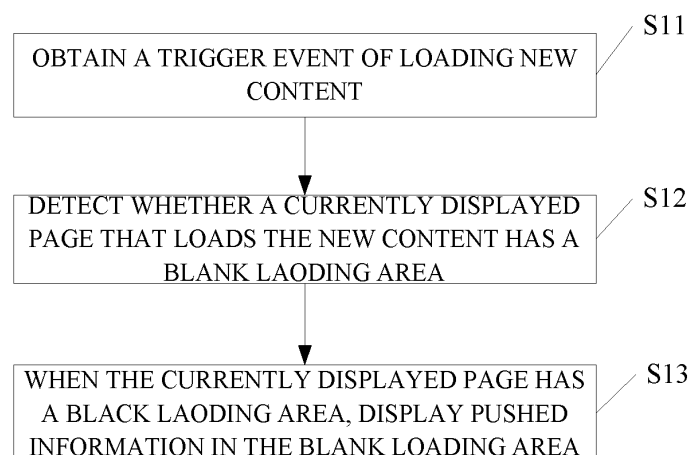 S11
OBTAIN A TRIGGER EVENT OF LOADING NEW
CONTENT
S12
DETECT WHETHER A CURRENTLY DISPLAYED
PAGE THAT LOADS THE NEW CONTENT HAS A
BLANK LAODING AREA
S13
WHEN THE CURRENTLY DISPLAYED PAGE HAS
A BLACK LAODING AREA, DISPLAY PUSHED
INFORMATION IN THE BLANK LOADING AREA